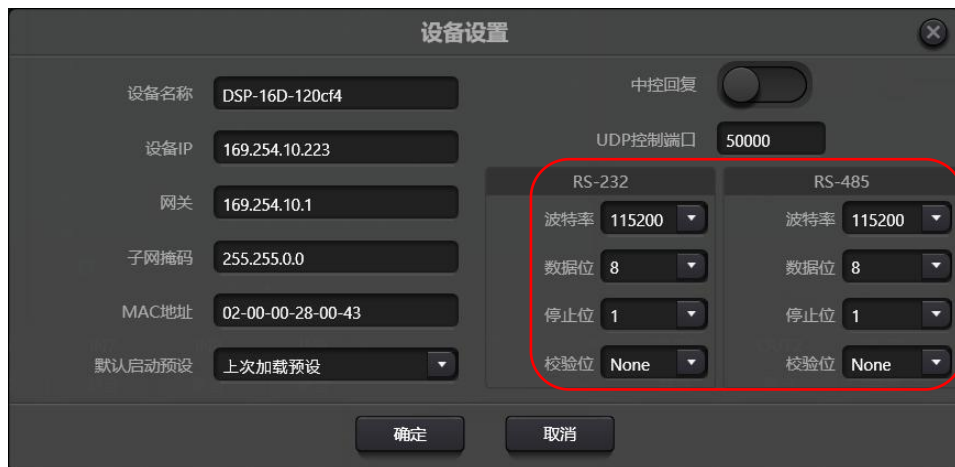 设备设置
设备名称 DSP-16D-120cf4
设备IP 169.254.10.223
网关 169.254.10.1
子网掩码 255.255.0.0
MAC地址 02-00-00-28-00-43
默认启动预设 上次加载预设
中控回复
UDP控制端口 50000
RS-232
波特率 115200
数据位 8
停止位 1
校验位 None
RS-485
波特率 115200
数据位 8
停止位 1
校验位 None
确定 取消